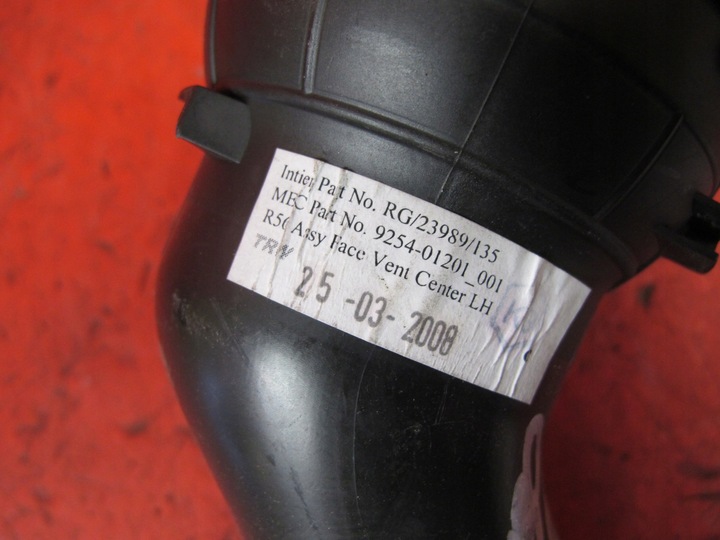 Intier Part No. RG/23989/135
MEC Part No. 9254-01201_001
R56 Assy Face Vent Center LH
TRN
25-03-2008